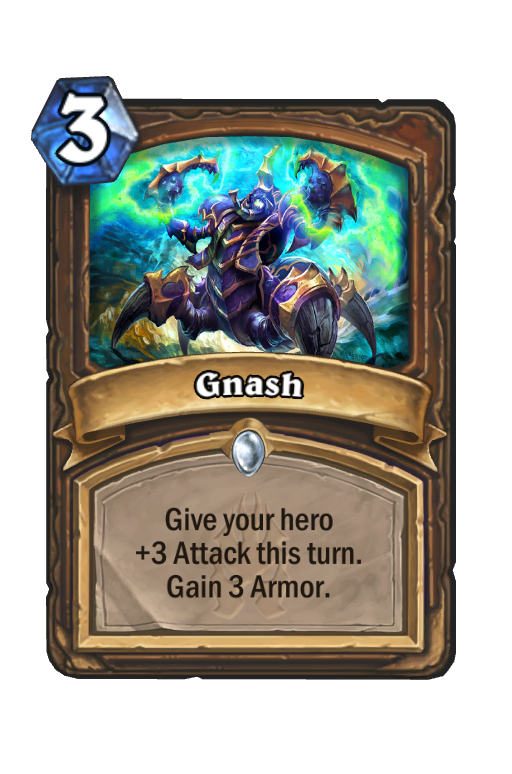 3
Gnash
Give your hero
+3 Attack this turn.
Gain 3 Armor.